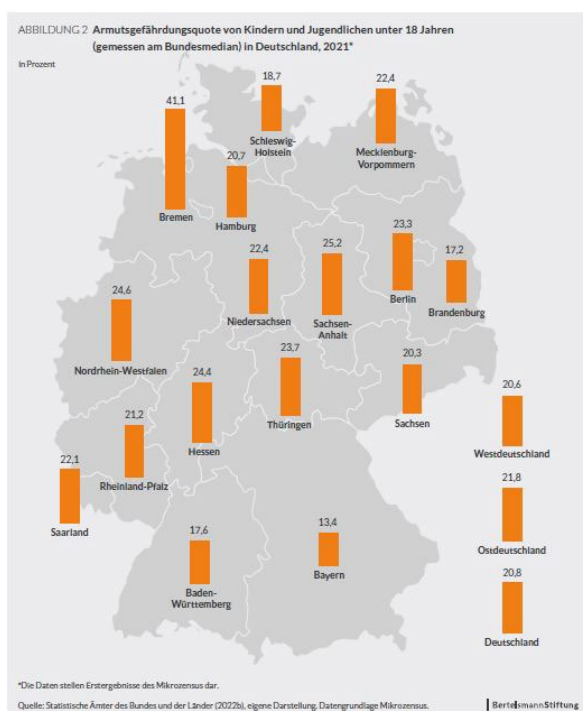 ABBILDUNG 2 Armutsgefährdungsquote von Kindern und Jugendlichen unter 18 Jahren
(gemessen am Bundesmedian) in Deutschland, 2021*
In Prozent
18,7
Schleswig-
Holstein
22,4
Mecklenburg-
Vorpommern
41,1
Bremen
20,7
Hamburg
22,4
Niedersachsen
25,2
Sachsen-
Anhalt
23,3
Berlin
17,2
Brandenburg
24,6
Nordrhein-Westfalen
24,4
Hessen
23,7
Thüringen
20,3
Sachsen
20,6
Westdeutschland
21,2
Rheinland-Pfalz
22,1
Saarland
21,8
Ostdeutschland
17,6
Baden-
Württemberg
13,4
Bayern
20,8
Deutschland
*Die Daten stellen Erstergebnisse des Mikrozensus dar.
Quelle: Statistische Ämter des Bundes und der Länder (2022b), eigene Darstellung. Datengrundlage Mikrozensus.
BertelsmannStiftung